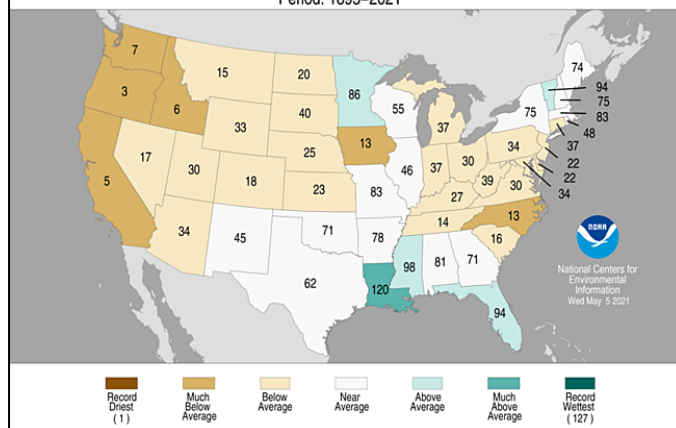 Period: 1895–2021
7
3
6
5
15
20
86
55
74
94
75
83
48
33
40
13
37
75
37
17
30
18
25
23
83
46
37
30
34
22
22
34
39
30
27
14
13
16
34
45
71
78
62
120
98
81
71
94
NOAA
National Centers for
Environmental
Information
Wed May 5 2021
Record
Driest
(1)
Much
Below
Average
Below
Average
Near
Average
Above
Average
Much
Above
Average
Record
Wettest
(127)